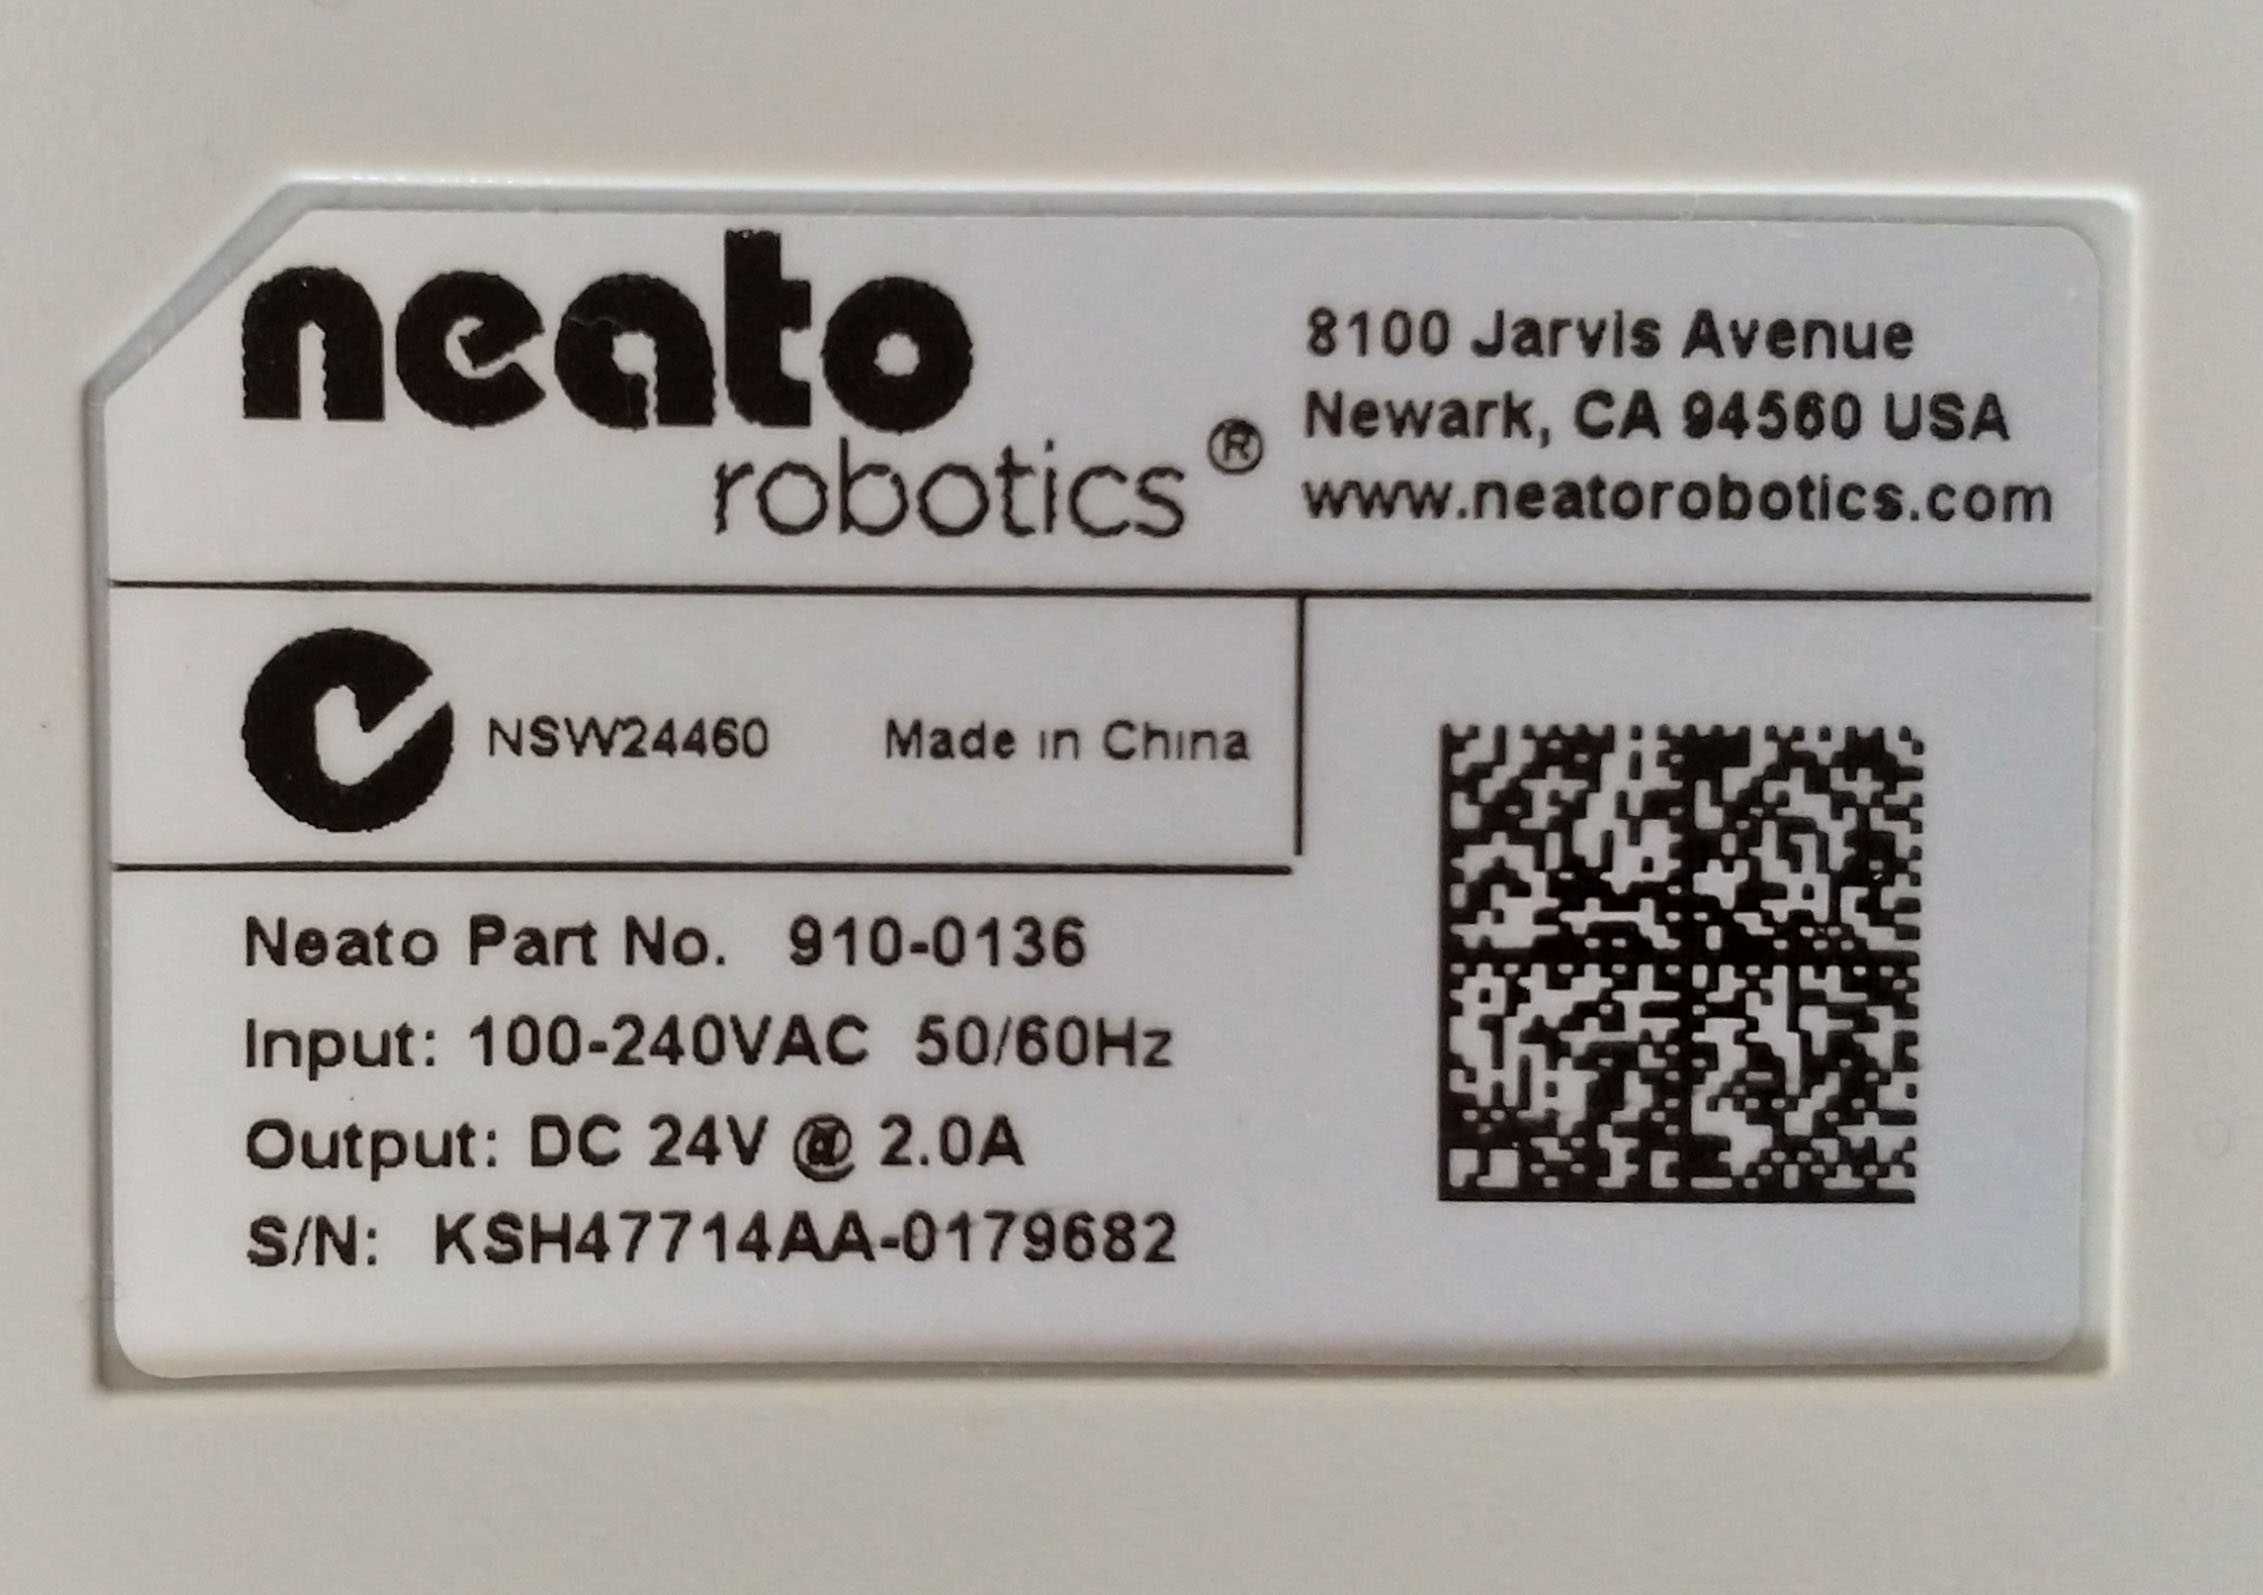 neato
robotics®
8100 Jarvis Avenue
Newark, CA 94560 USA
www.neatorobotics.com
NSW24460 Made in China
Neato Part No. 910-0136
Input: 100-240VAC 50/60Hz
Output: DC 24V @ 2.0A
S/N: KSH47714AA-0179682